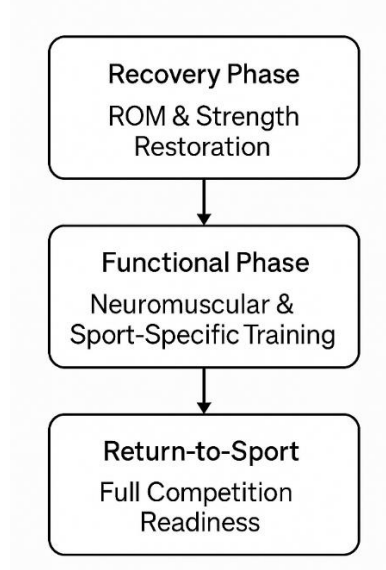 Recovery Phase
ROM & Strength
Restoration
Functional Phase
Neuromuscular &
Sport-Specific Training
Return-to-Sport
Full Competition
Readiness